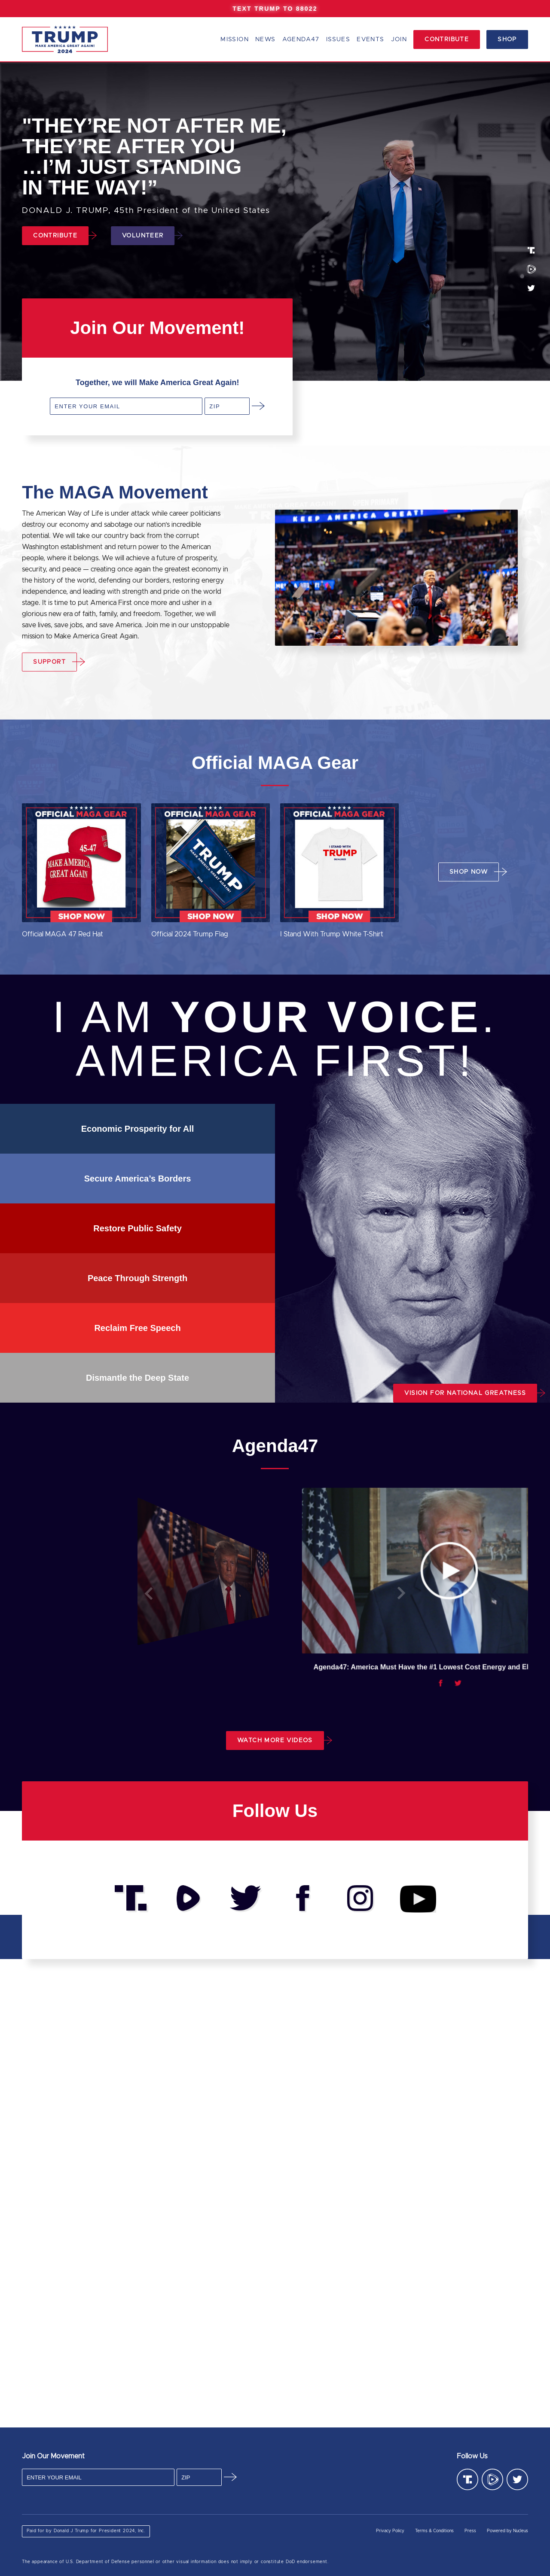 TEXT TRUMP TO 88022
TRUMP
MAKE AMERICA GREAT AGAIN!
2024
MISSION NEWS AGENDA47 ISSUES EVENTS JOIN CONTRIBUTE SHOP
"THEY’RE NOT AFTER ME,
THEY’RE AFTER YOU
…I’M JUST STANDING
IN THE WAY!”
DONALD J. TRUMP, 45th President of the United States
CONTRIBUTE VOLUNTEER
Join Our Movement!
Together, we will Make America Great Again!
ENTER YOUR EMAIL ZIP
The MAGA Movement
The American Way of Life is under attack while career politicians
destroy our economy and sabotage our nation's incredible
potential. We will take our country back from the corrupt
Washington establishment and return power to the American
people, where it belongs. We will achieve a future of prosperity,
security, and peace — creating once again the greatest economy in
the history of the world, defending our borders, restoring energy
independence, and leading with strength and pride on the world
stage. It is time to put America First once more and usher in a
glorious new era of faith, family, and freedom. Together, we will
save lives, save jobs, and save America. Join me in our unstoppable
mission to Make America Great Again.
KEEP AMERICA GREAT!
SUPPORT
TRUMP
Official MAGA Gear
OFFICIAL MAGA GEAR
45-47
MAKE AMERICA
GREAT AGAIN
SHOP NOW
Official MAGA 47 Red Hat
OFFICIAL MAGA GEAR
TRUMP
SHOP NOW
Official 2024 Trump Flag
OFFICIAL MAGA GEAR
I STAND WITH
TRUMP
SHOP NOW
I Stand With Trump White T-Shirt
SHOP NOW
I AM YOUR VOICE.
AMERICA FIRST!
Economic Prosperity for All
Secure America’s Borders
Restore Public Safety
Peace Through Strength
Reclaim Free Speech
Dismantle the Deep State
VISION FOR NATIONAL GREATNESS
Agenda47
Agenda47: America Must Have the #1 Lowest Cost Energy and El
WATCH MORE VIDEOS
Follow Us
Join Our Movement
ENTER YOUR EMAIL ZIP
Follow Us
Paid for by Donald J Trump for President 2024, Inc.
Privacy Policy Terms & Conditions Press Powered by Nucleus
The appearance of U.S. Department of Defense personnel or other visual information does not imply or constitute DoD endorsement